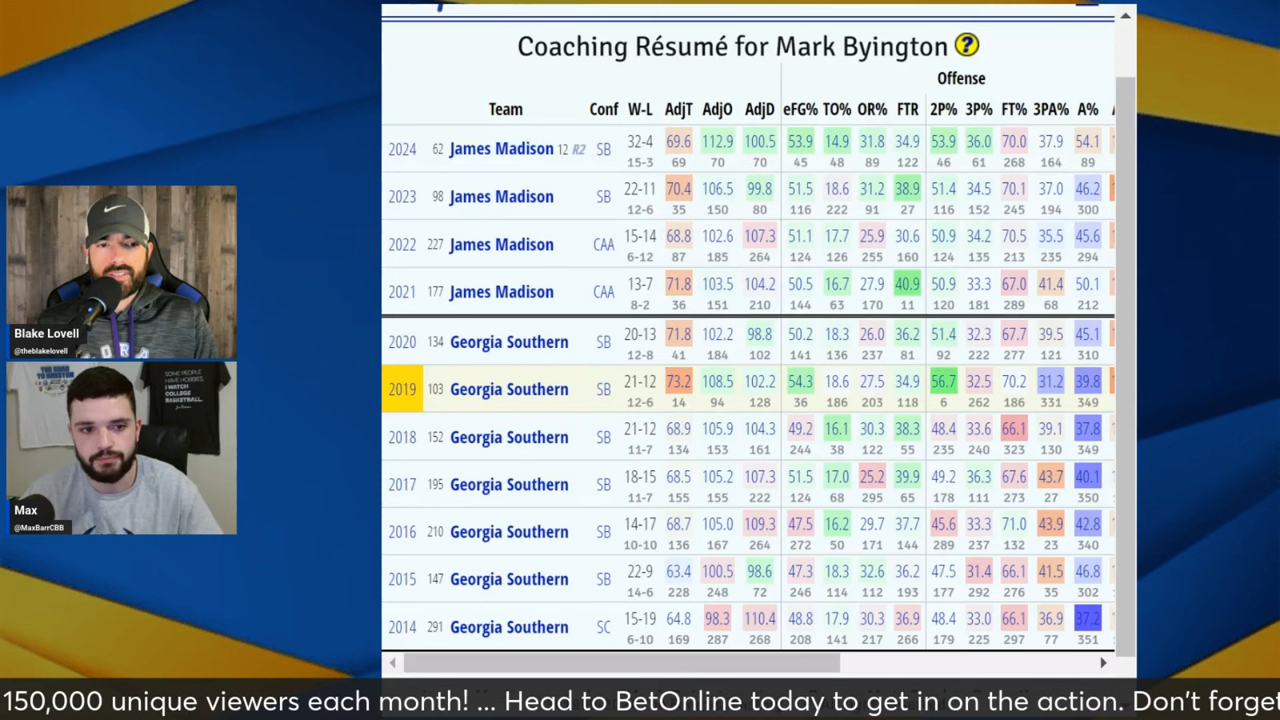 Coaching Résumé for Mark Byington ?
Offense
Team Conf W-L AdjT AdjO AdjD eFG% TO% OR% FTR 2P% 3P% FT% 3PA% A%
2024 62 James Madison 12 R2 SB 32-4 69.6 112.9 100.5 53.9 14.9 31.8 34.9 53.9 36.0 70.0 37.9 54.1
15-3 69 70 70 45 48 89 122 46 61 268 164 89
2023 98 James Madison SB 22-11 70.4 106.5 99.8 51.5 18.6 31.2 38.9 51.4 34.5 70.1 37.0 46.2
12-6 35 150 80 116 222 91 27 116 152 245 194 300
2022 227 James Madison CAA 15-14 68.8 102.6 107.3 51.1 17.7 25.9 30.6 50.9 34.2 70.5 35.5 45.6
6-12 87 185 264 124 126 255 160 124 135 213 235 294
2021 177 James Madison CAA 13-7 71.8 103.5 104.2 50.5 16.7 27.9 40.9 50.9 33.3 67.0 41.4 50.1
8-2 36 151 210 144 63 170 11 120 181 289 68 212
2020 134 Georgia Southern SB 20-13 71.8 102.2 98.8 50.2 18.3 26.0 36.2 51.4 32.3 67.7 39.5 45.1
12-8 41 184 102 141 136 237 81 92 222 277 121 310
2019 103 Georgia Southern SB 21-12 73.2 108.5 102.2 54.3 18.6 27.5 34.9 56.7 32.5 70.2 31.2 39.8
12-6 14 94 128 36 186 203 118 6 262 186 331 349
2018 152 Georgia Southern SB 21-12 68.9 105.9 104.3 49.2 16.1 30.3 38.3 48.4 33.6 66.1 39.1 37.8
11-7 134 153 161 244 38 122 55 235 240 323 130 349
2017 195 Georgia Southern SB 18-15 68.5 105.2 107.3 51.5 17.0 25.2 39.9 49.2 36.3 67.6 43.7 40.1
11-7 155 155 222 124 68 295 65 178 111 273 27 350
2016 210 Georgia Southern SB 14-17 68.7 105.0 109.3 47.5 16.2 29.7 37.7 45.6 33.3 71.0 43.9 42.8
10-10 136 167 264 272 50 171 144 289 237 132 23 340
2015 147 Georgia Southern SB 22-9 63.4 100.5 98.6 47.3 18.3 32.6 36.2 47.5 31.4 66.1 41.5 46.8
14-6 228 248 72 246 114 112 193 177 292 276 35 302
2014 291 Georgia Southern SC 15-19 64.8 98.3 110.4 48.8 17.9 30.3 36.9 48.4 33.0 66.1 36.9 37.2
6-10 169 287 268 208 141 217 266 179 225 297 77 351
Blake Lovell
@theblakelovell
SOME PEOPLE
HAVE HOBBIES.
I WATCH
COLLEGE
BASKETBALL.
Max
@MaxBarrCBB
150,000 unique viewers each month! ... Head to BetOnline today to get in on the action. Don't forget